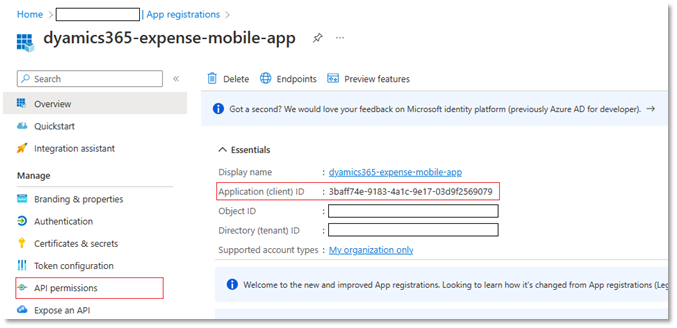 Home > | App registrations >
dyamics365-expense-mobile-app
Search
Overview
Quickstart
Integration assistant
Manage
Branding & properties
Authentication
Certificates & secrets
Token configuration
API permissions
Expose an API
Delete Endpoints Preview features
Got a second? We would love your feedback on Microsoft identity platform (previously Azure AD for developer).
Essentials
Display name : dyamics365-expense-mobile-app
Application (client) ID : 3baff74e-9183-4a1c-9e17-03d9f2569079
Object ID :
Directory (tenant) ID :
Supported account types : My organization only
Welcome to the new and improved App registrations. Looking to learn how it's changed from App registrations (Leg